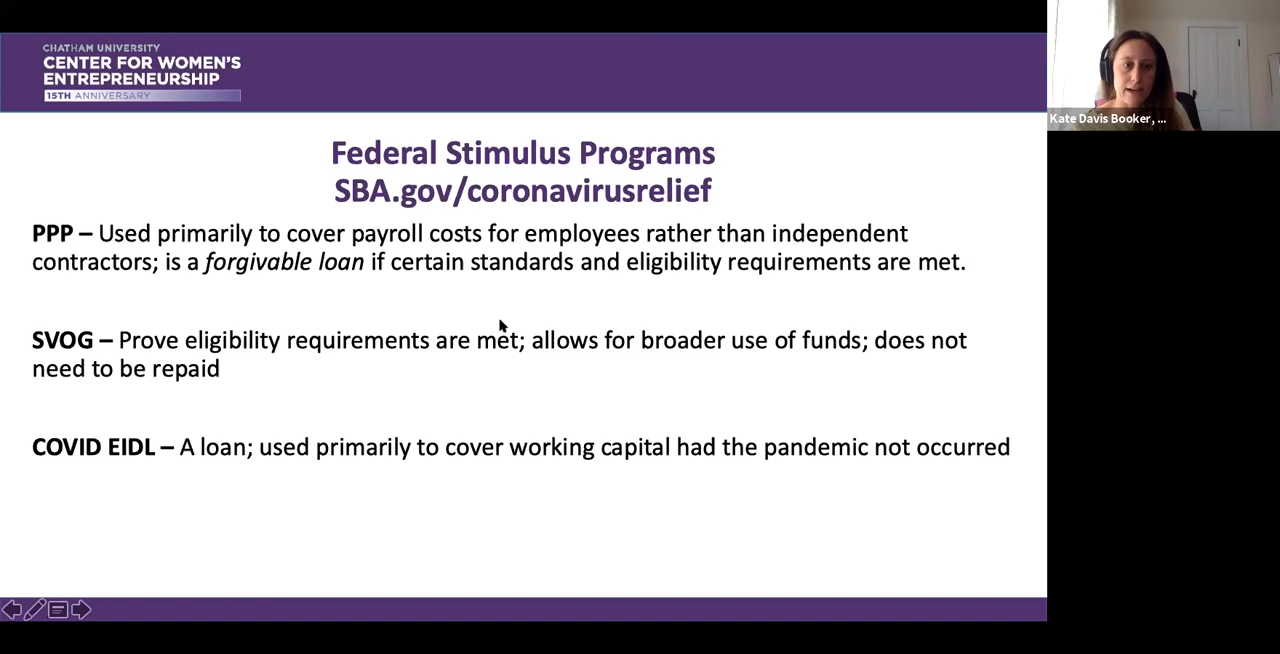 CHATHAM UNIVERSITY
CENTER FOR WOMEN'S
ENTREPRENEURSHIP
15TH ANNIVERSARY
Kate Davis Booker, ...
Federal Stimulus Programs
SBA.gov/coronavirusrelief
PPP – Used primarily to cover payroll costs for employees rather than independent
contractors; is a forgivable loan if certain standards and eligibility requirements are met.
SVOG – Prove eligibility requirements are met; allows for broader use of funds; does not
need to be repaid
COVID EIDL – A loan; used primarily to cover working capital had the pandemic not occurred